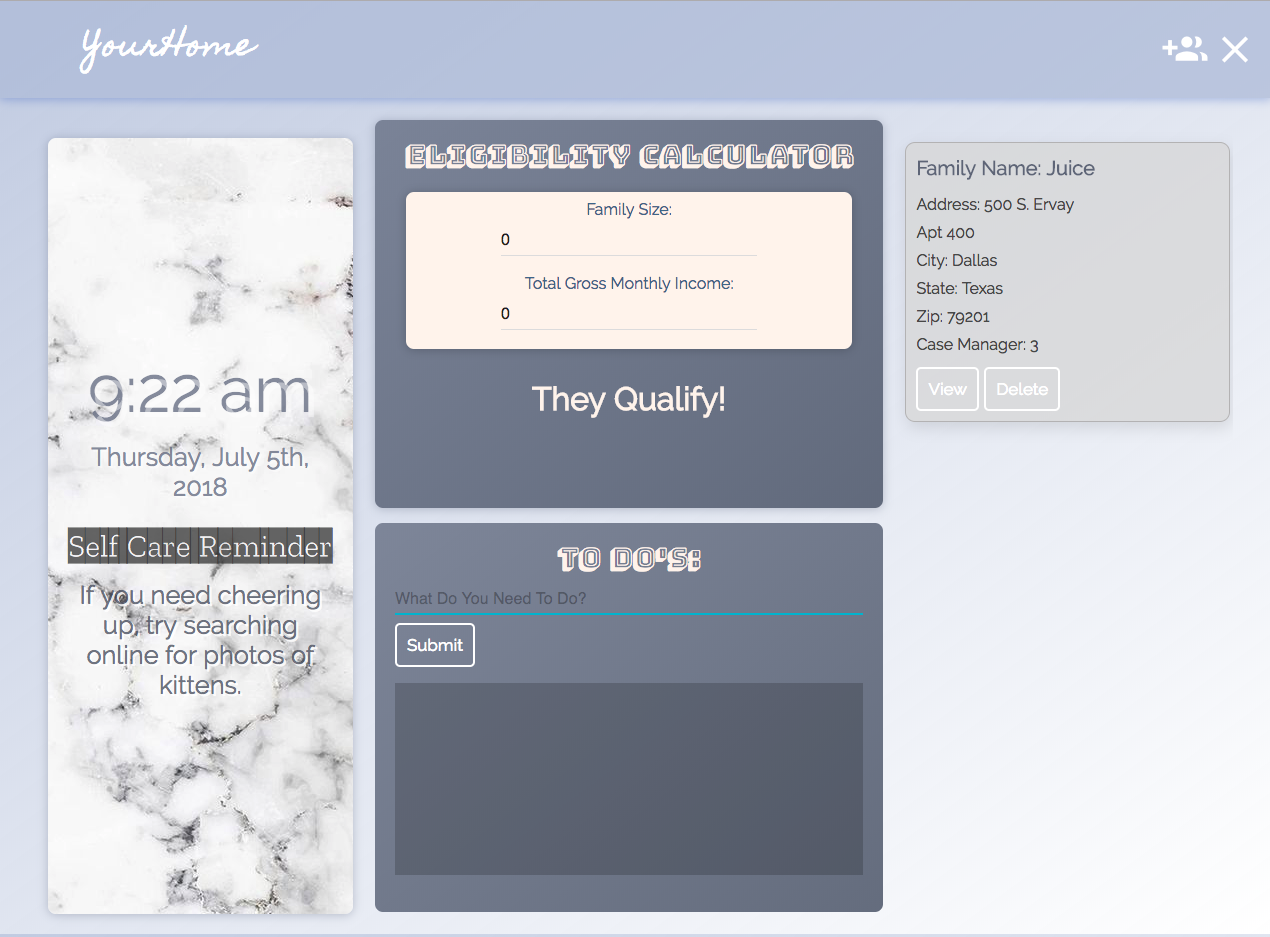 YourHome
9:22 am
Thursday, July 5th,
2018
Self Care Reminder
If you need cheering
up, try searching
online for photos of
kittens.
ELIGIBILITY CALCULATOR
Family Size:
0
Total Gross Monthly Income:
0
They Qualify!
TO DO'S:
What Do You Need To Do?
Submit
Family Name: Juice
Address: 500 S. Ervay
Apt 400
City: Dallas
State: Texas
Zip: 79201
Case Manager: 3
View Delete